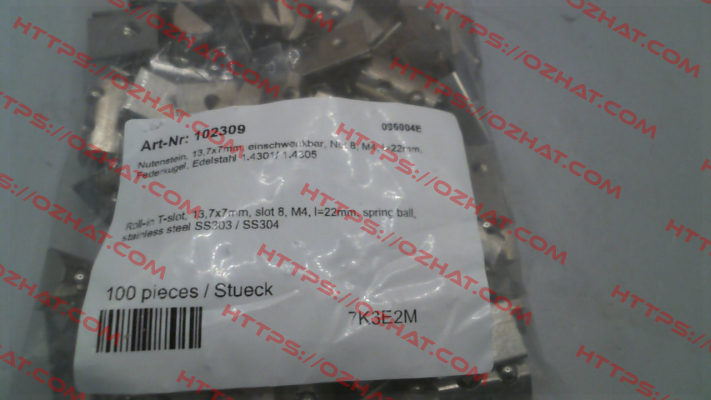 Art-Nr: 102309
0S6004E
Nutenstein, 13,7x7mm, einschwenkbar, Nut 8, M4, l=22mm,
Federkugel, Edelstahl 1.4301/ 1.4305
Roll-in T-slot, 13,7x7mm, slot 8, M4, l=22mm, spring ball,
stainless steel SS303 / SS304
100 pieces / Stueck
7K3E2M
HTTPS://OZHAT.COM